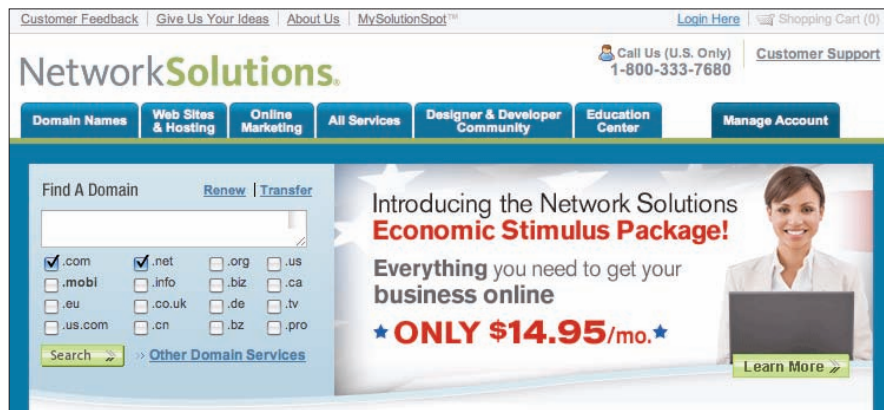 Customer Feedback | Give Us Your Ideas | About Us | MySolutionSpot™
Login Here | Shopping Cart (0)
NetworkSolutions.
Call Us (U.S. Only)
1-800-333-7680
Customer Support
Domain Names
Web Sites
& Hosting
Online
Marketing
All Services
Designer & Developer
Community
Education
Center
Manage Account
Find A Domain
Renew | Transfer
.com .net .org .us
.mobi .info .biz .ca
.eu .co.uk .de .tv
.us.com .cn .bz .pro
Search »
» Other Domain Services
Introducing the Network Solutions
Economic Stimulus Package!
Everything you need to get your
business online
★ ONLY $14.95/mo. ★
Learn More »